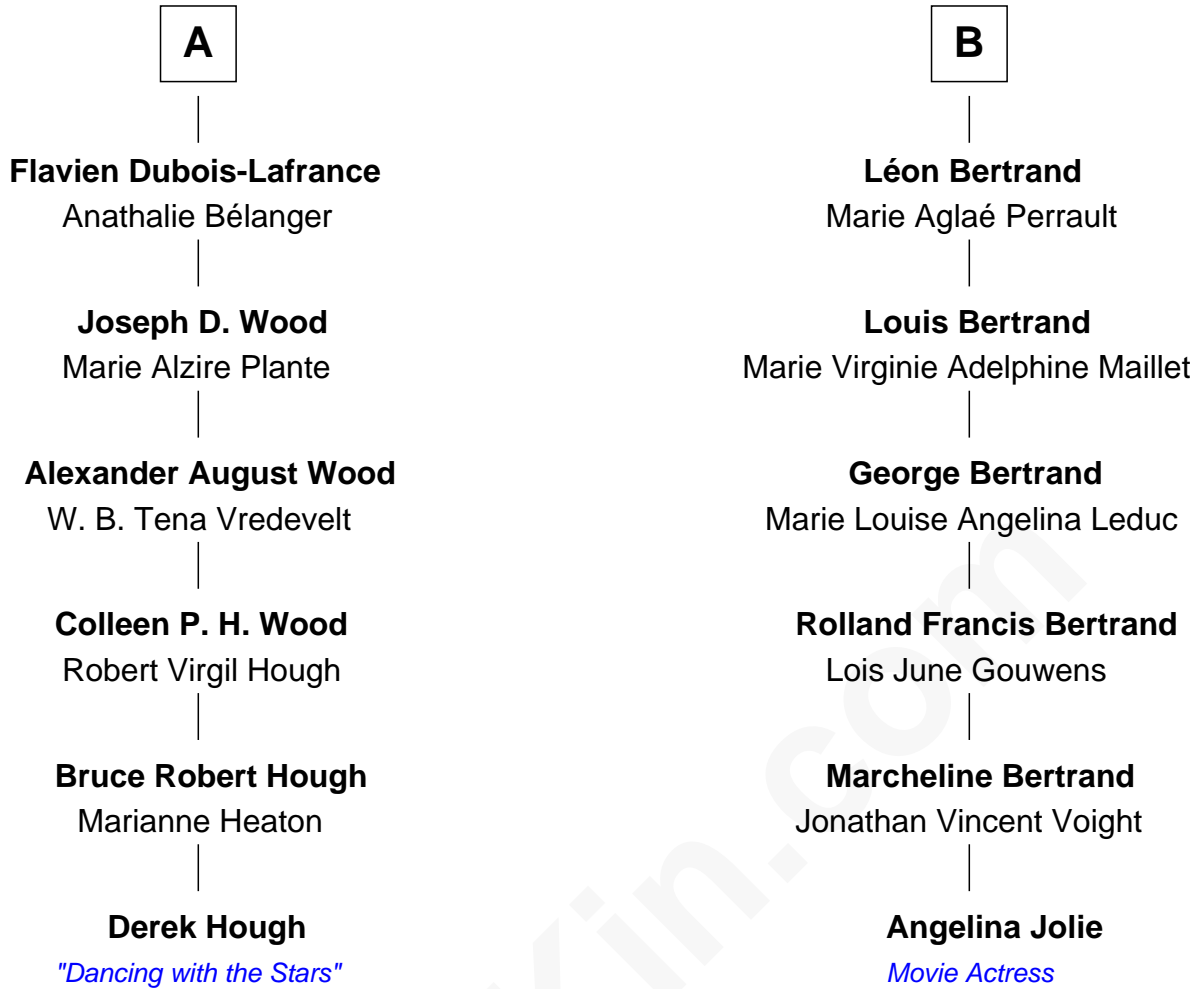 A
Flavien Dubois-Lafrance
Anathalie Bélanger
Joseph D. Wood
Marie Alzire Plante
Alexander August Wood
W. B. Tena Vredevelt
Colleen P. H. Wood
Robert Virgil Hough
Bruce Robert Hough
Marianne Heaton
Derek Hough
"Dancing with the Stars"
B
Léon Bertrand
Marie Aglaé Perrault
Louis Bertrand
Marie Virginie Adelphine Maillet
George Bertrand
Marie Louise Angelina Leduc
Rolland Francis Bertrand
Lois June Gouwens
Marcheline Bertrand
Jonathan Vincent Voight
Angelina Jolie
Movie Actress
Kin.com